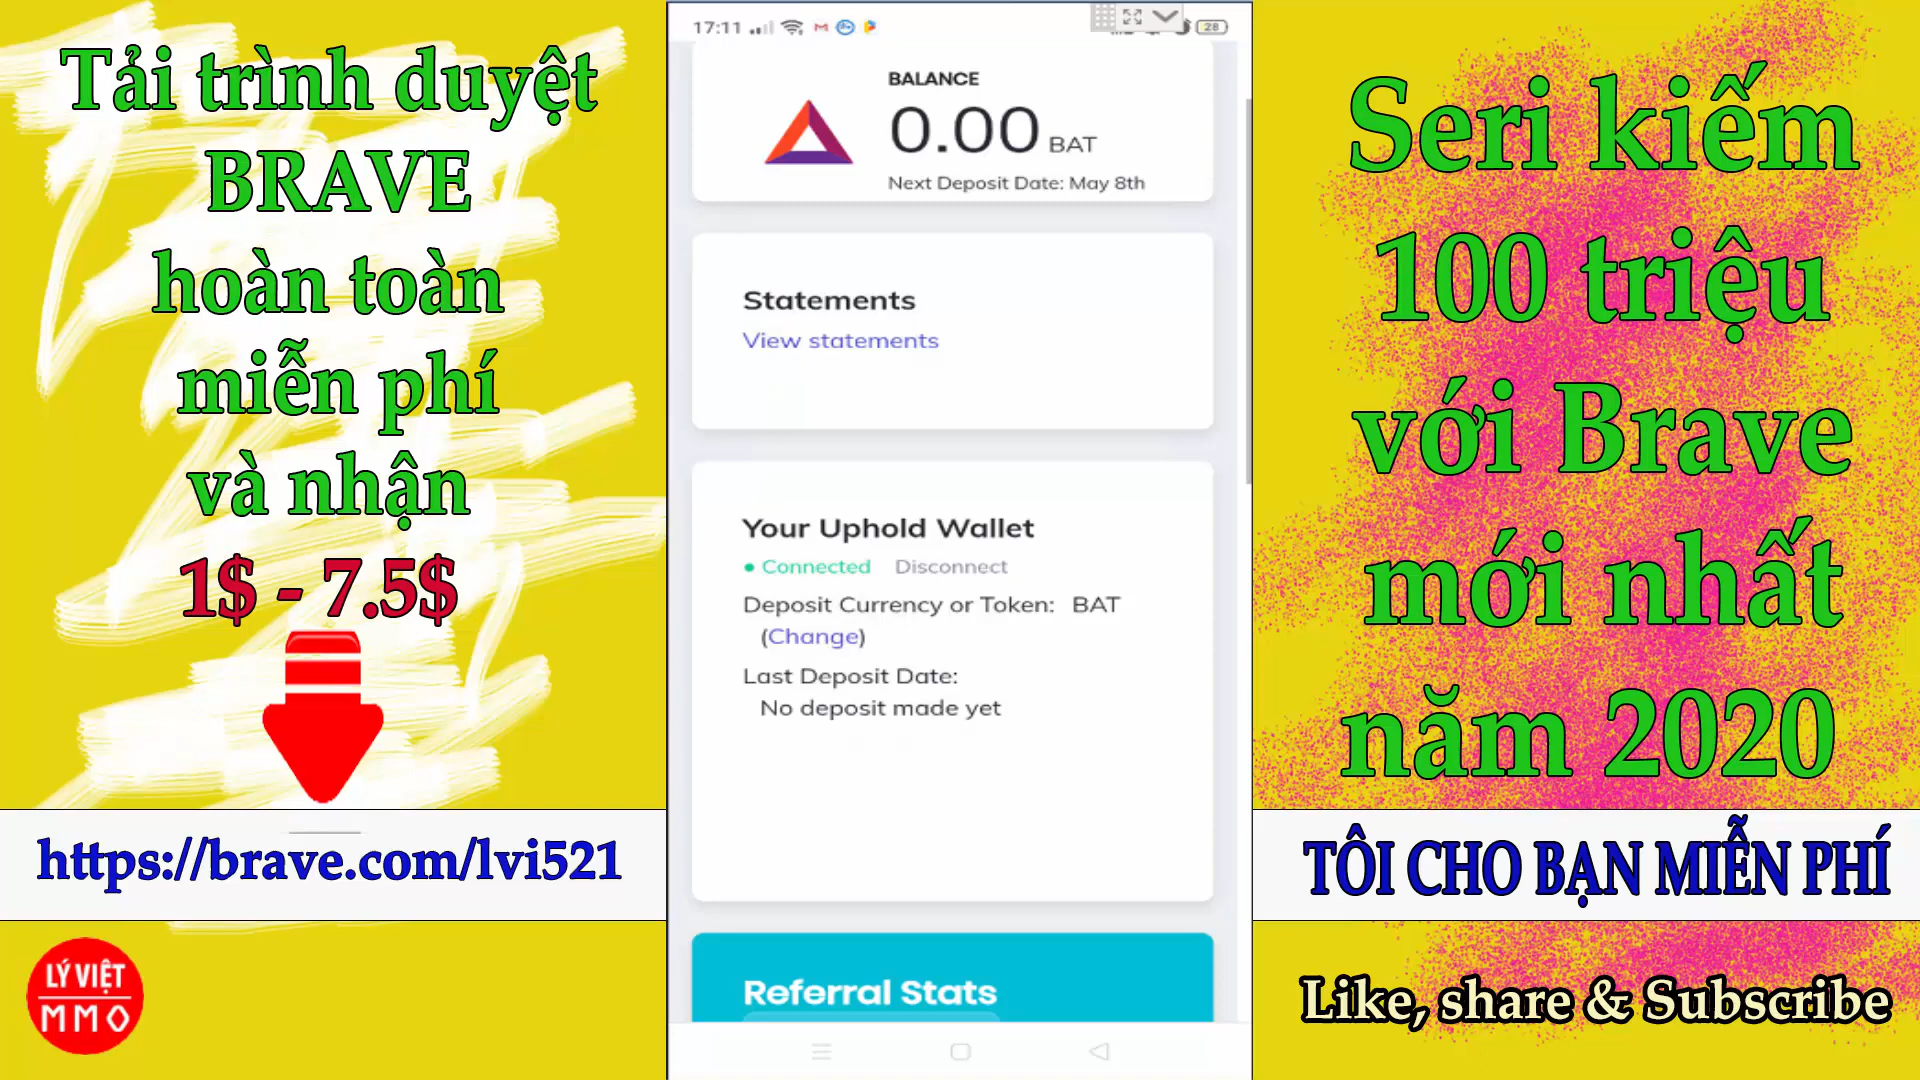 Tải trình duyệt
BRAVE
hoàn toàn
miễn phí
và nhận
1$ - 7.5$
https://brave.com/lvi521
LÝ VIỆT
MMO
17:11
28
BALANCE
0.00 BAT
Next Deposit Date: May 8th
Statements
View statements
Your Uphold Wallet
Connected Disconnect
Deposit Currency or Token: BAT
(Change)
Last Deposit Date:
No deposit made yet
Referral Stats
Seri kiếm
100 triệu
với Brave
mới nhất
năm 2020
TÔI CHO BẠN MIỄN PHÍ
Like, share & Subscribe